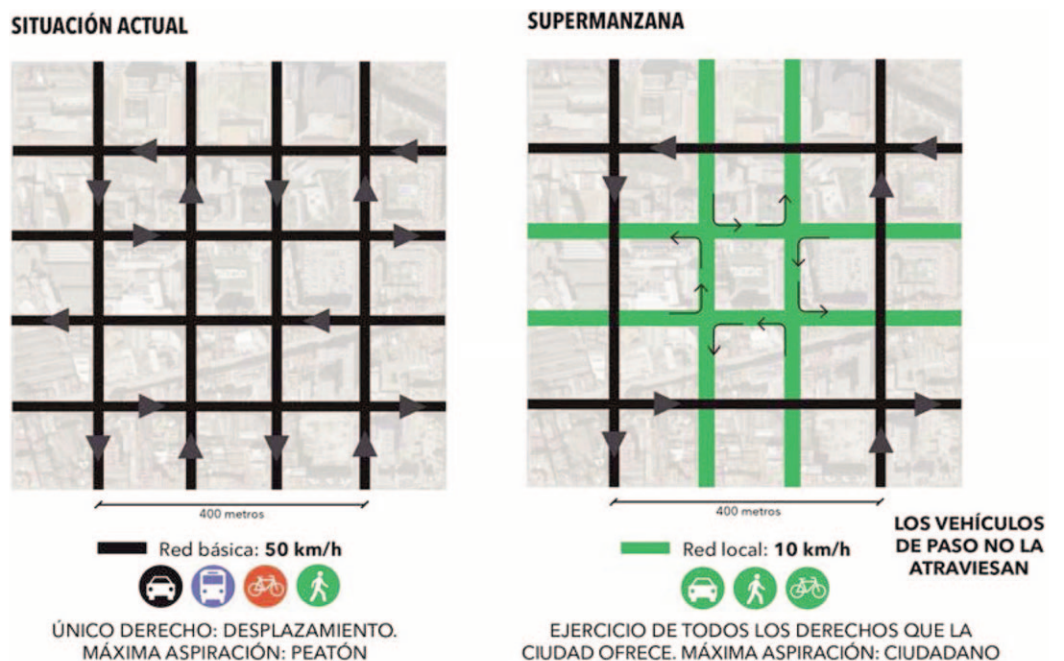 SITUACIÓN ACTUAL
400 metros
Red básica: 50 km/h
ÚNICO DERECHO: DESPLAZAMIENTO.
MÁXIMA ASPIRACIÓN: PEATÓN
SUPERMANZANA
400 metros
LOS VEHÍCULOS
DE PASO NO LA
ATRAVIESAN
Red local: 10 km/h
EJERCICIO DE TODOS LOS DERECHOS QUE LA
CIUDAD OFRECE. MÁXIMA ASPIRACIÓN: CIUDADANO